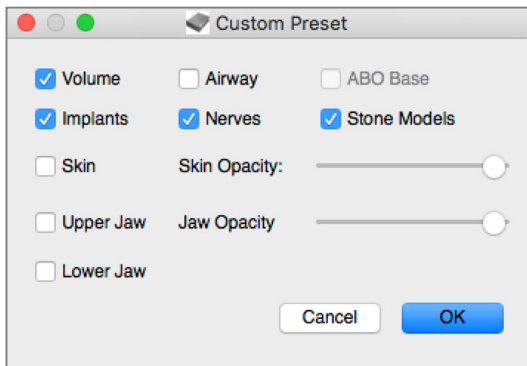 Custom Preset
Volume Airway ABO Base
Implants Nerves Stone Models
Skin Skin Opacity:
Upper Jaw Jaw Opacity
Lower Jaw
Cancel OK